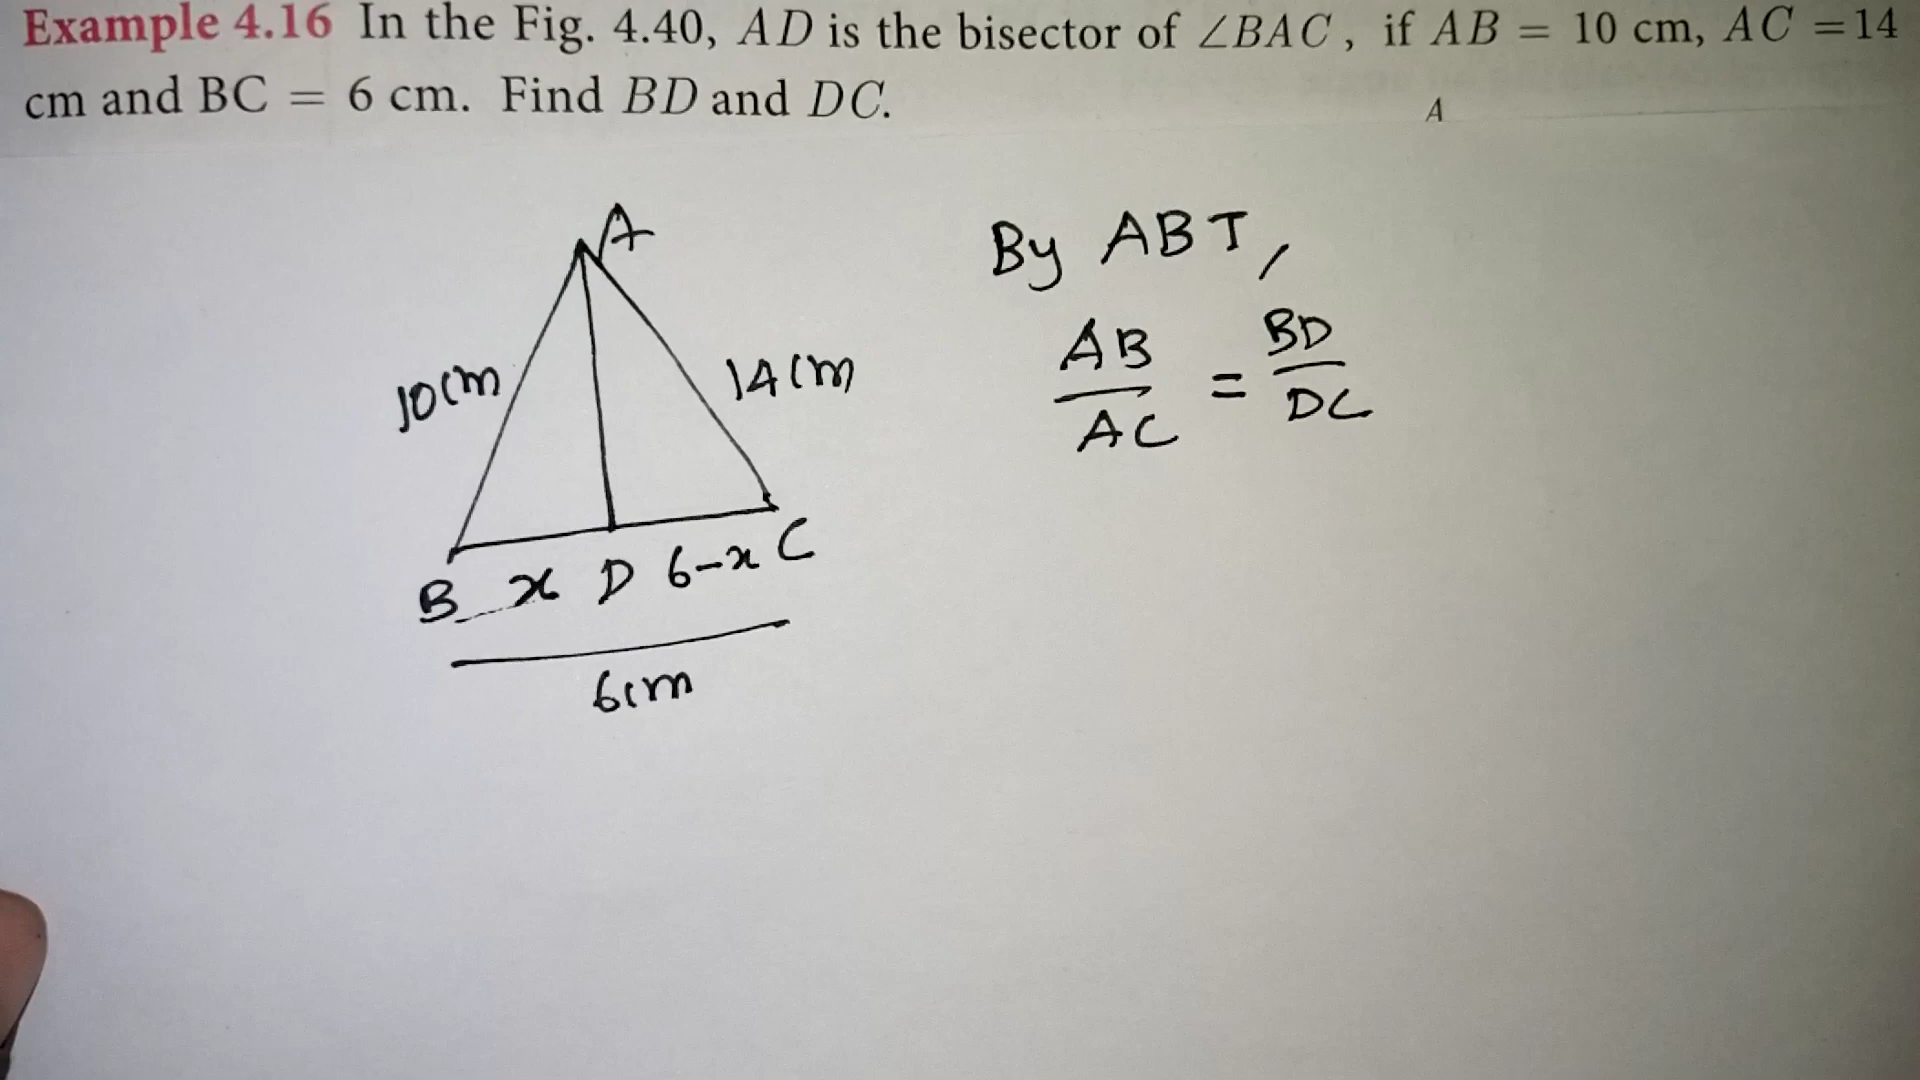 Example 4.16 In the Fig. 4.40, AD is the bisector of ∠BAC, if AB = 10 cm, AC = 14
cm and BC = 6 cm. Find BD and DC.
A
A
10cm
14cm
B x D 6-x C
6cm
By ABT,
AB/AC = BD/DC